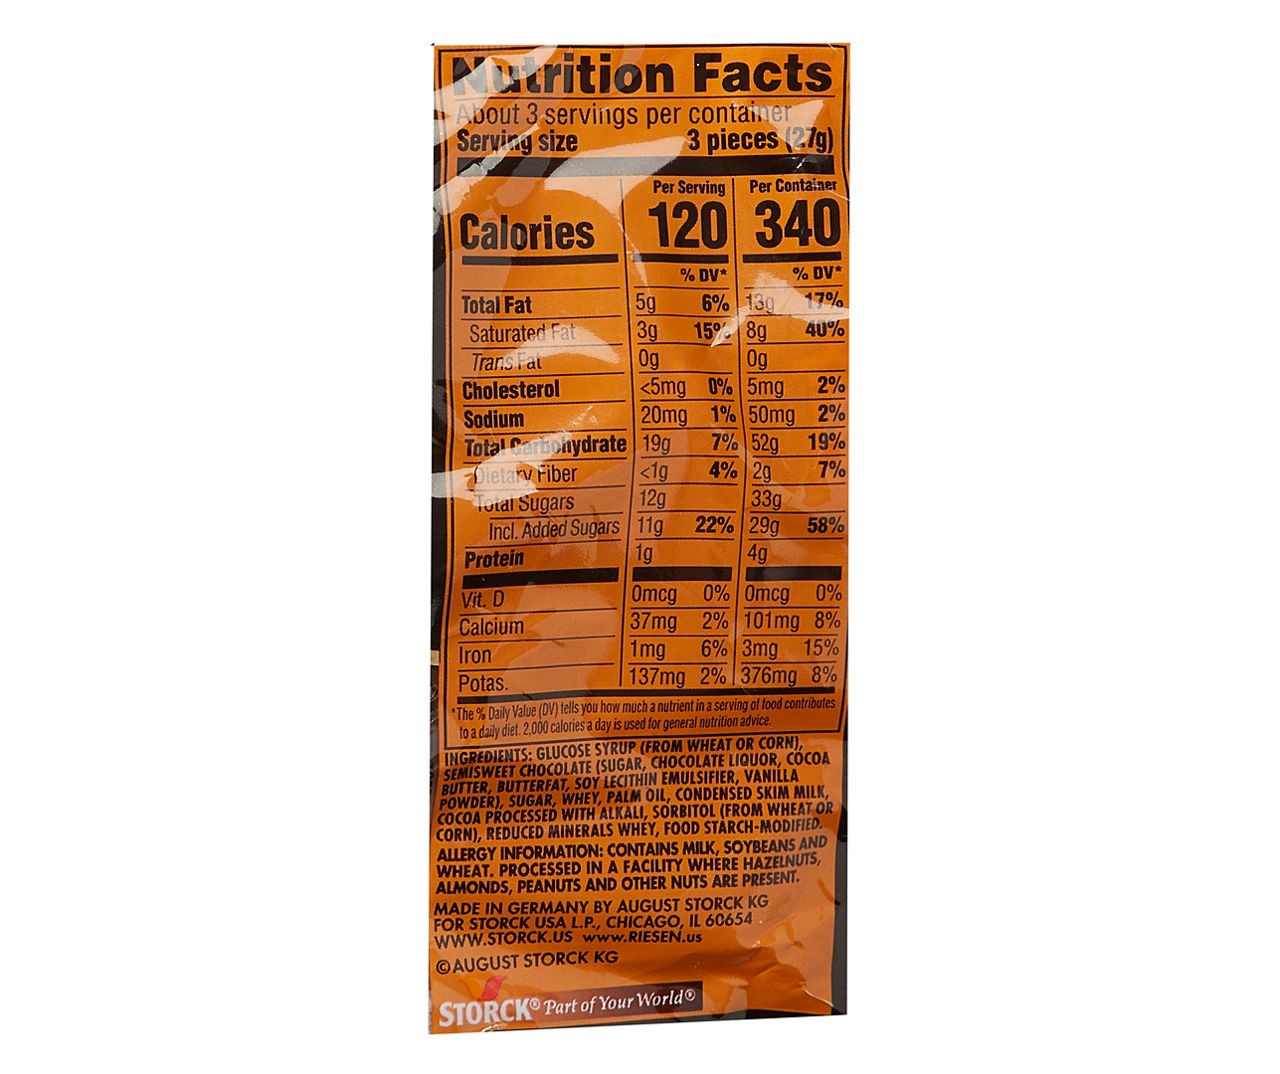 Nutrition Facts
About 3 servings per container
Serving size 3 pieces (27g)
Per Serving Per Container
Calories 120 340
% DV* % DV*
Total Fat 5g 6% 13g 17%
Saturated Fat 3g 15% 8g 40%
Trans Fat 0g 0g
Cholesterol <5mg 0% 5mg 2%
Sodium 20mg 1% 50mg 2%
Total Carbohydrate 19g 7% 52g 19%
Dietary Fiber <1g 4% 2g 7%
Total Sugars 12g 33g
Incl. Added Sugars 11g 22% 29g 58%
Protein 1g 4g
Vit. D 0mcg 0% 0mcg 0%
Calcium 37mg 2% 101mg 8%
Iron 1mg 6% 3mg 15%
Potas. 137mg 2% 376mg 8%
*The % Daily Value (DV) tells you how much a nutrient in a serving of food contributes
to a daily diet. 2,000 calories a day is used for general nutrition advice.
INGREDIENTS: GLUCOSE SYRUP (FROM WHEAT OR CORN),
SEMISWEET CHOCOLATE (SUGAR, CHOCOLATE LIQUOR, COCOA
BUTTER, BUTTERFAT, SOY LECITHIN EMULSIFIER, VANILLA
POWDER), SUGAR, WHEY, PALM OIL, CONDENSED SKIM MILK,
COCOA PROCESSED WITH ALKALI, SORBITOL (FROM WHEAT OR
CORN), REDUCED MINERALS WHEY, FOOD STARCH-MODIFIED.
ALLERGY INFORMATION: CONTAINS MILK, SOYBEANS AND
WHEAT. PROCESSED IN A FACILITY WHERE HAZELNUTS,
ALMONDS, PEANUTS AND OTHER NUTS ARE PRESENT.
MADE IN GERMANY BY AUGUST STORCK KG
FOR STORCK USA L.P., CHICAGO, IL 60654
WWW.STORCK.US www.RIESEN.us
©AUGUST STORCK KG
STORCK® Part of Your World®